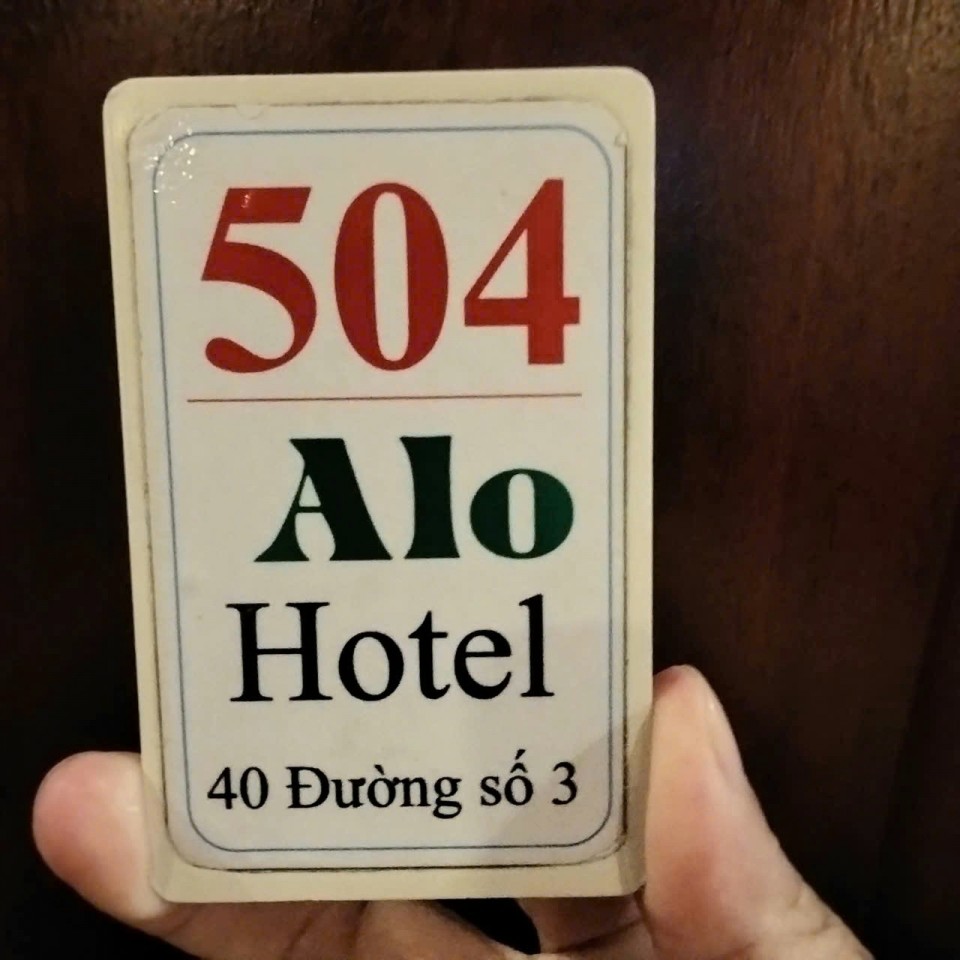 504
Alo
Hotel
40 Đường số 3